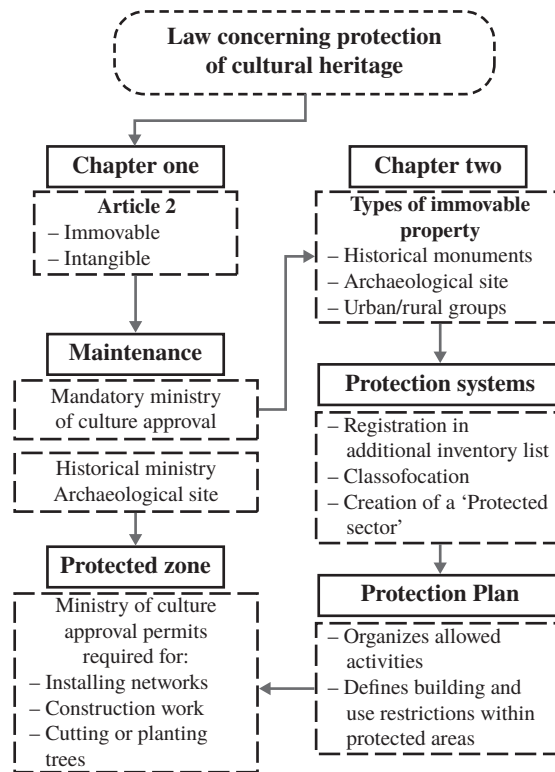 Law concerning protection
of cultural heritage
Chapter one
Article 2
– Immovable
– Intangible
Maintenance
Mandatory ministry
of culture approval
Historical ministry
Archaeological site
Protected zone
Ministry of culture
approval permits
required for:
– Installing networks
– Construction work
– Cutting or planting
trees
Chapter two
Types of immovable
property
– Historical monuments
– Archaeological site
– Urban/rural groups
Protection systems
– Registration in
additional inventory list
– Classofocation
– Creation of a ‘Protected
sector’
Protection Plan
– Organizes allowed
activities
– Defines building and
use restrictions within
protected areas